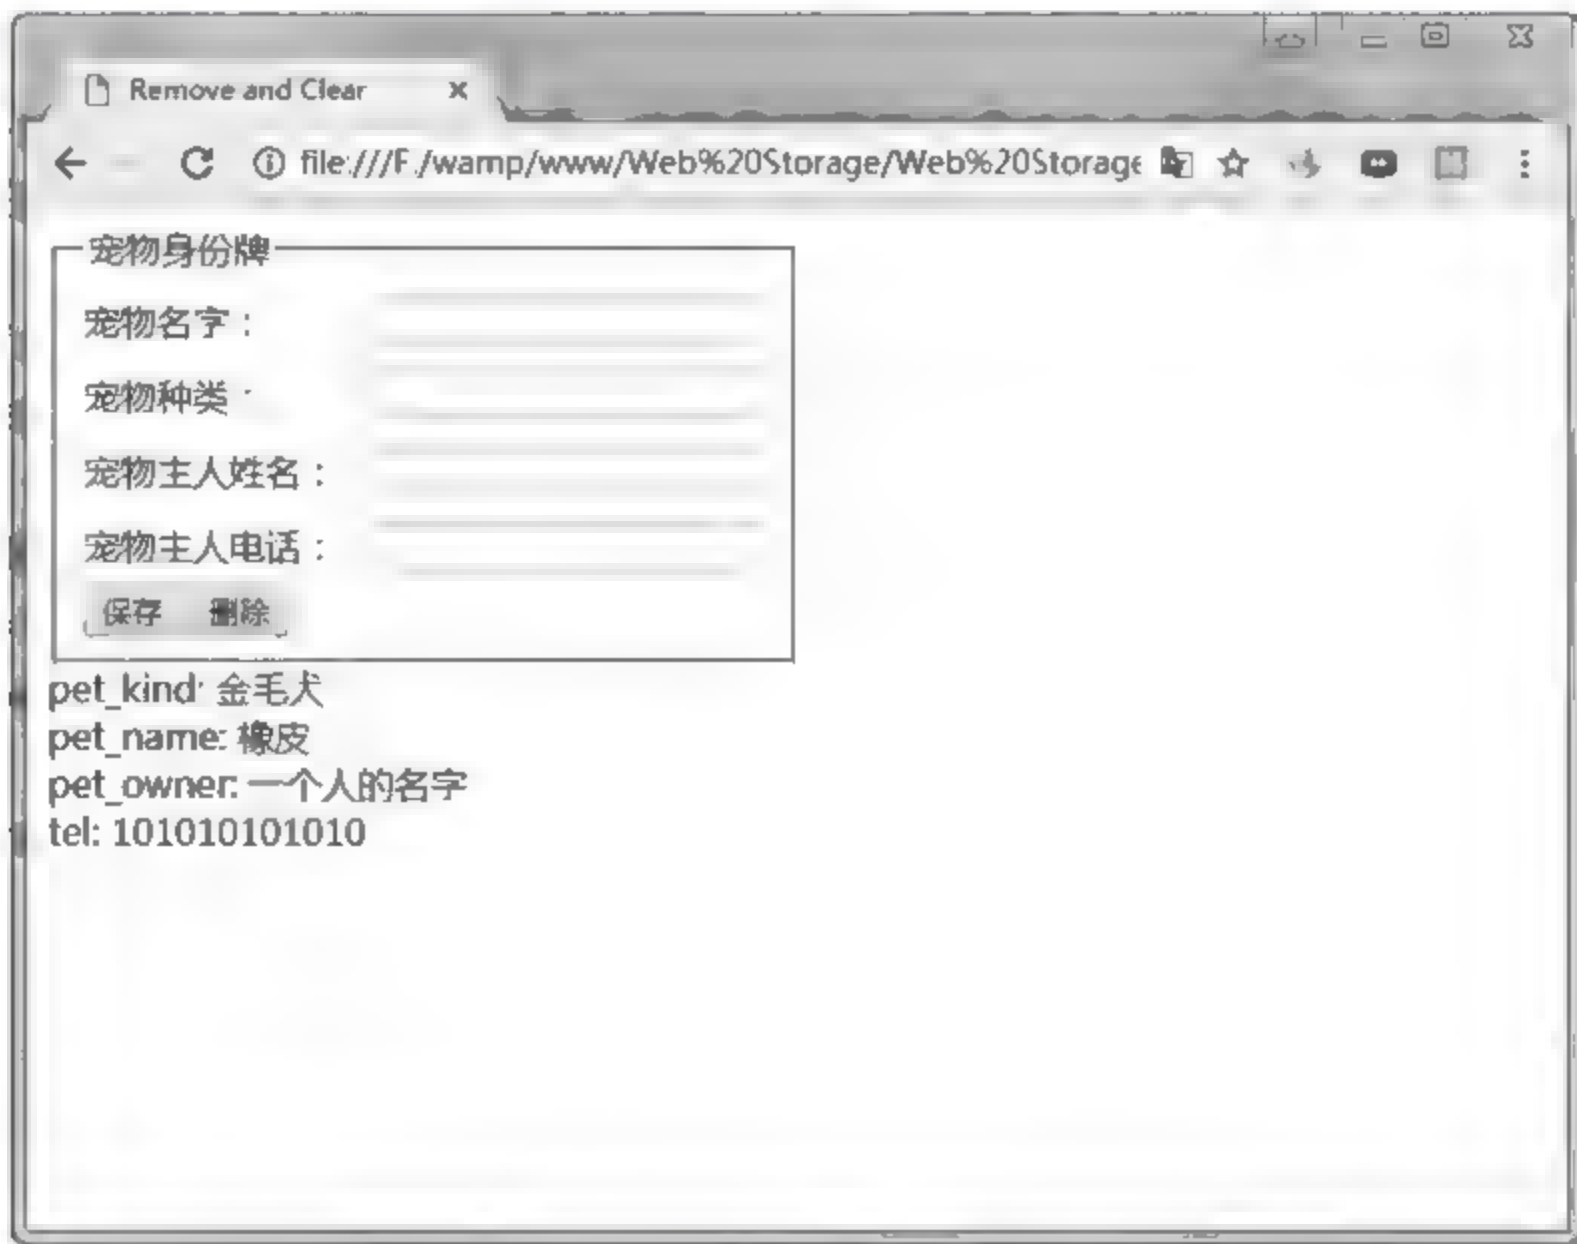 Remove and Clear
file:///F:/wamp/www/Web%20Storage/Web%20Storage
宠物身份牌
宠物名字：
宠物种类：
宠物主人姓名：
宠物主人电话：
保存 删除
pet_kind: 金毛犬
pet_name: 橡皮
pet_owner: 一个人的名字
tel: 101010101010